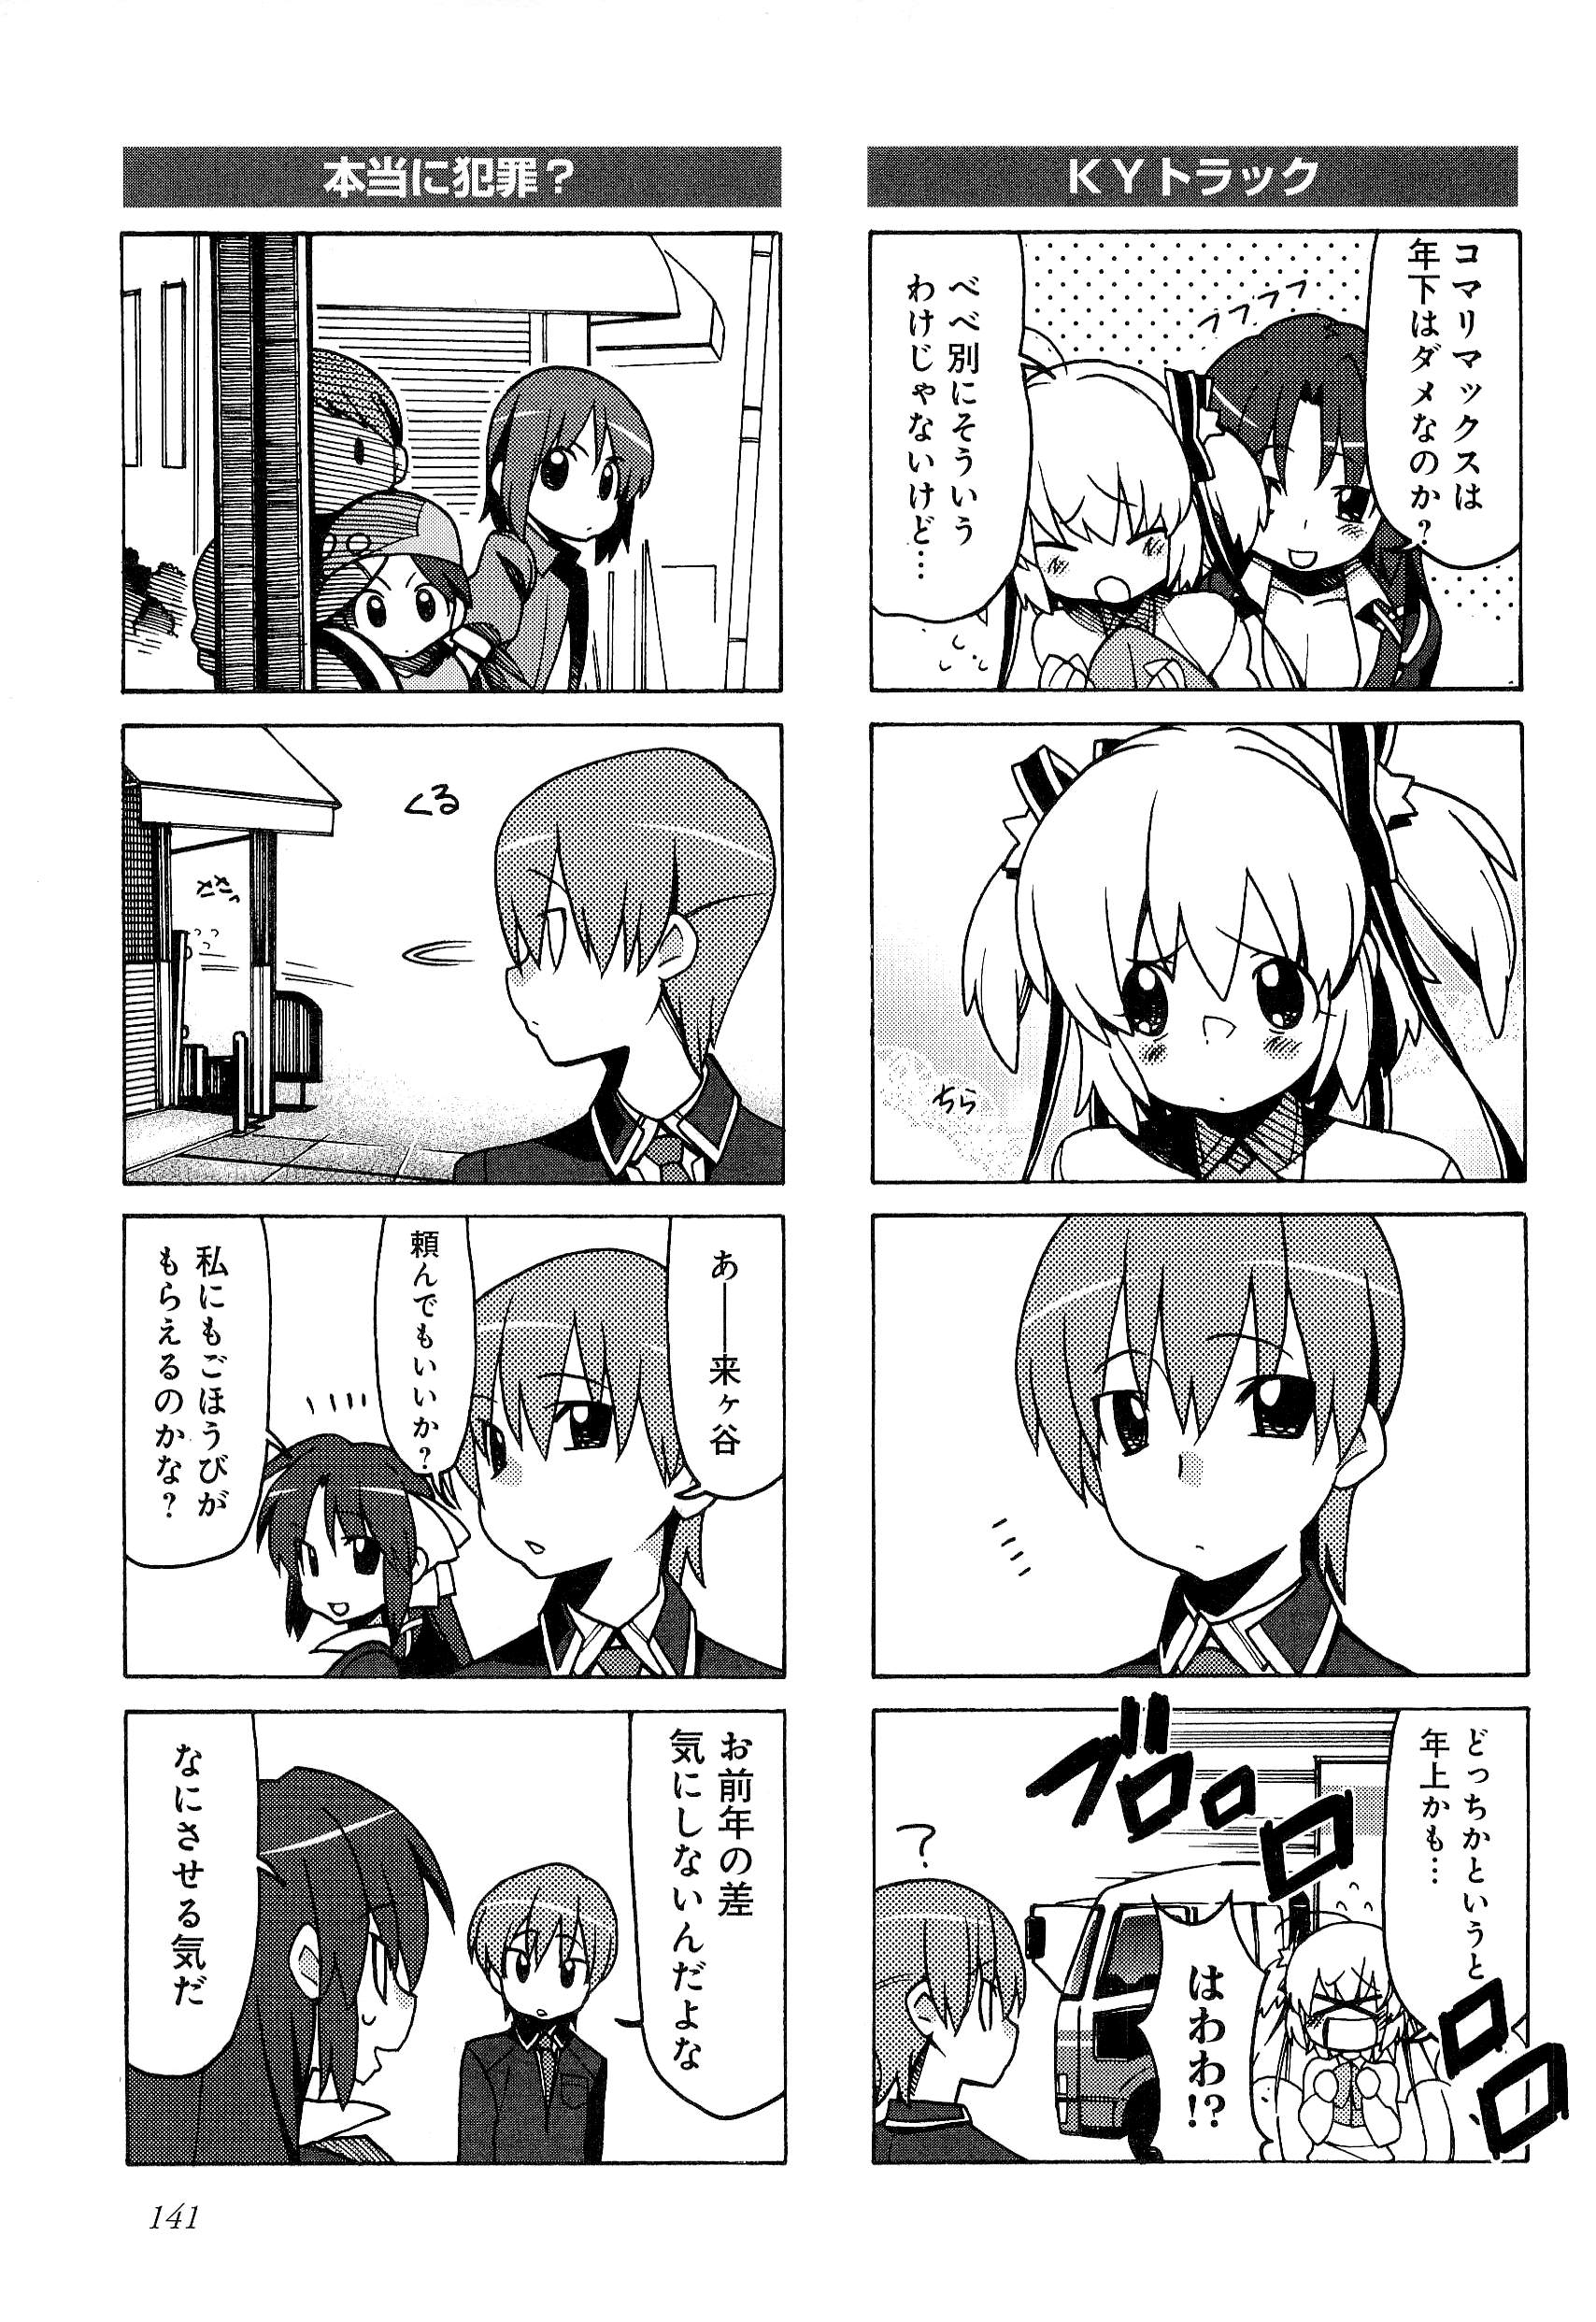 KYトラック
コマリマックスは
年下はダメなのか？
フフフフ
べべ別にそういう
わけじゃないけど…
ちら
どっちかというと
年上かも…
ブロロロロロ
はわわ!?
？
本当に犯罪？
くる
ささっ
あ――来ヶ谷
頼んでもいいか？
私にもごほうびが
もらえるのかな？
お前年の差
気にしないんだよな
なにさせる気だ
141